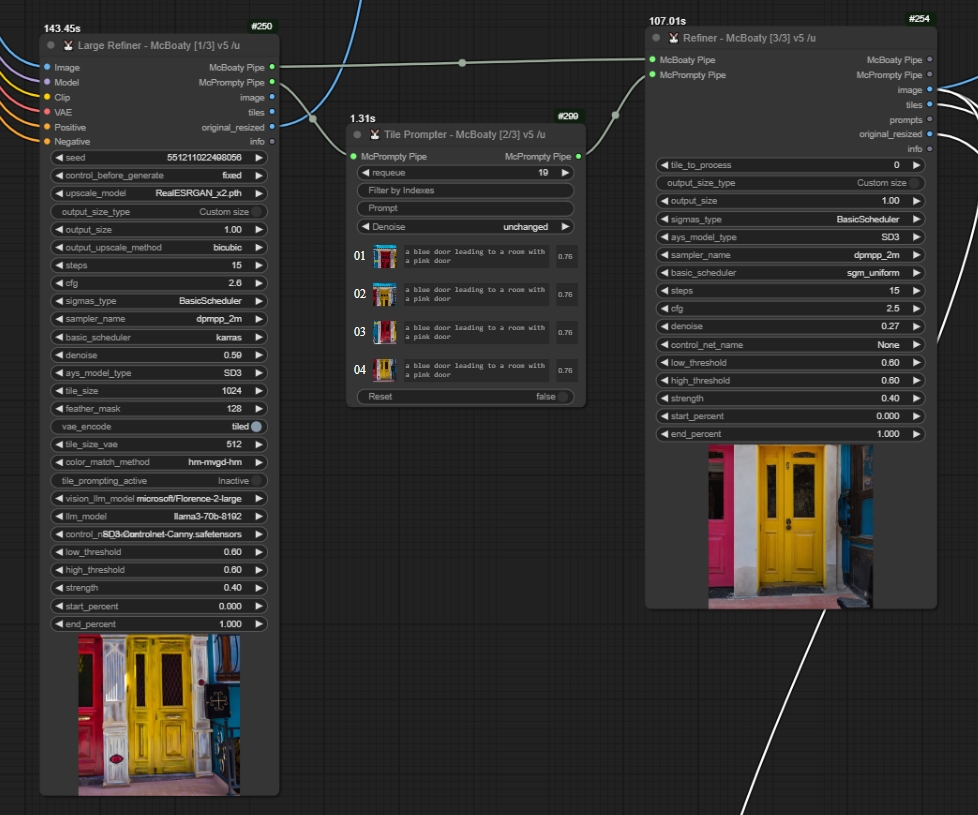 143.45s
#250
Large Refiner - McBoaty [1/3] v5 /u
Image McBoaty Pipe
Model McPrompty Pipe
Clip image
VAE tiles
Positive original_resized
Negative info
seed 551211022498056
control_before_generate fixed
upscale_model RealESRGAN_x2.pth
output_size_type Custom size
output_size 1.00
output_upscale_method bicubic
steps 15
cfg 2.6
sigmas_type BasicScheduler
sampler_name dpmpp_2m
basic_scheduler karras
denoise 0.59
ays_model_type SD3
tile_size 1024
feather_mask 128
vae_encode tiled
tile_size_vae 512
color_match_method hm-mvgd-hm
tile_prompting_active Inactive
vision_llm_model microsoft/Florence-2-large
llm_model llama3-70b-8192
SD3-Controlnet-Canny.safetensors
low_threshold 0.60
high_threshold 0.60
strength 0.40
start_percent 0.000
end_percent 1.000
1.31s
#299
Tile Prompter - McBoaty [2/3] v5 /u
McPrompty Pipe McPrompty Pipe
requeue 19
Filter by Indexes
Prompt
Denoise unchanged
01 a blue door leading to a room with
a pink door 0.76
02 a blue door leading to a room with
a pink door 0.76
03 a blue door leading to a room with
a pink door 0.76
04 a blue door leading to a room with
a pink door 0.76
Reset false
107.01s
#254
Refiner - McBoaty [3/3] v5 /u
McBoaty Pipe McBoaty Pipe
McPrompty Pipe McPrompty Pipe
image
tiles
prompts
original_resized
info
tile_to_process 0
output_size_type Custom size
output_size 1.00
sigmas_type BasicScheduler
ays_model_type SD3
sampler_name dpmpp_2m
basic_scheduler sgm_uniform
steps 15
cfg 2.5
denoise 0.27
control_net_name None
low_threshold 0.60
high_threshold 0.60
strength 0.40
start_percent 0.000
end_percent 1.000